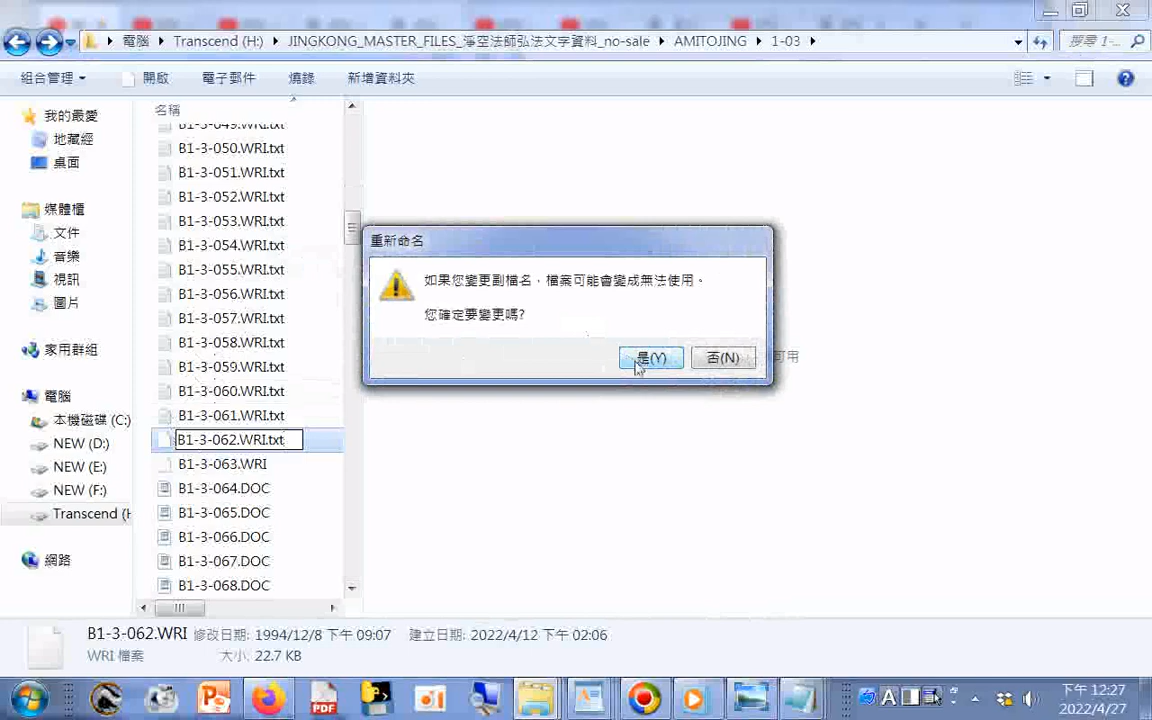 電腦 Transcend (H:) JINGKONG_MASTER_FILES_淨空法師弘法文字資料_no-sale AMITOJING 1-03
搜尋 1-...
組合管理 開啟 電子郵件 燒錄 新增資料夾
我的最愛
地藏經
桌面
媒體櫃
文件
音樂
視訊
圖片
家用群組
電腦
本機磁碟 (C:)
NEW (D:)
NEW (E:)
NEW (F:)
Transcend (H
網路
名稱
B1-3-049.WRI.txt
B1-3-050.WRI.txt
B1-3-051.WRI.txt
B1-3-052.WRI.txt
B1-3-053.WRI.txt
B1-3-054.WRI.txt
B1-3-055.WRI.txt
B1-3-056.WRI.txt
B1-3-057.WRI.txt
B1-3-058.WRI.txt
B1-3-059.WRI.txt
B1-3-060.WRI.txt
B1-3-061.WRI.txt
B1-3-062.WRI.txt
B1-3-063.WRI
B1-3-064.DOC
B1-3-065.DOC
B1-3-066.DOC
B1-3-067.DOC
B1-3-068.DOC
重新命名
如果您變更副檔名，檔案可能會變成無法使用。
您確定要變更嗎?
是(Y) 否(N)
可用
B1-3-062.WRI 修改日期: 1994/12/8 下午 09:07 建立日期: 2022/4/12 下午 02:06
WRI 檔案 大小: 22.7 KB
PDF
A
下午 12:27
2022/4/27